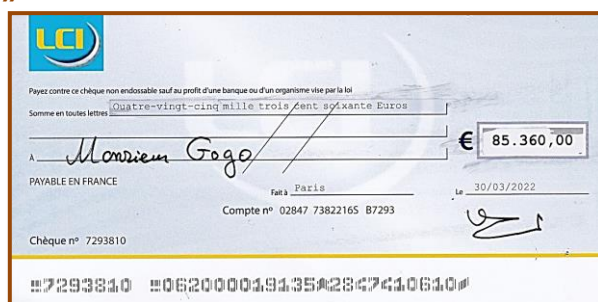 LCI
LCI
Payez contre ce chèque non endossable sauf au profit d'une banque ou d'un organisme vise par la loi
Somme en toutes lettres Quatre-vingt-cinq mille trois cent soixante Euros
€ 85.360,00
A Monsieur Gogo
PAYABLE EN FRANCE
Fait à Paris Le 30/03/2022
Compte n° 02847 7382216S B7293
Chèque n° 7293810
7293810 062000019135 2847410610